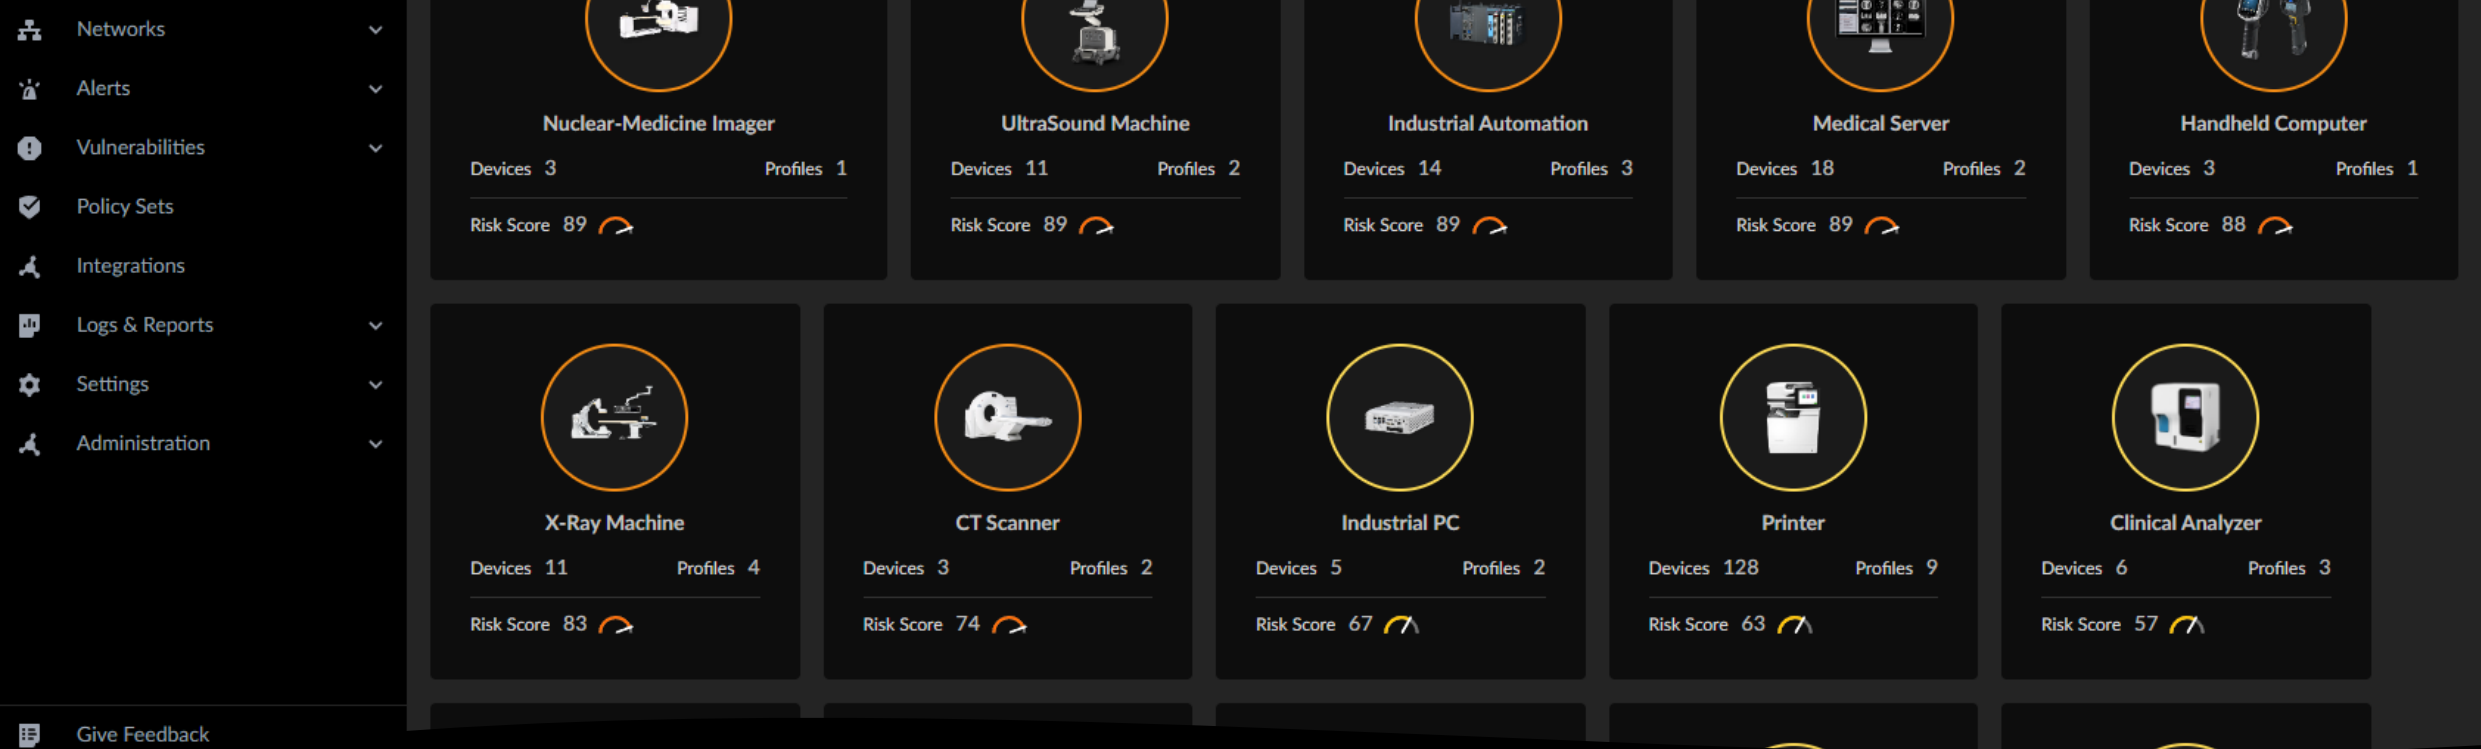 Networks
Alerts
Vulnerabilities
Policy Sets
Integrations
Logs & Reports
Settings
Administration
Give Feedback
Nuclear-Medicine Imager
Devices 3 Profiles 1
Risk Score 89
UltraSound Machine
Devices 11 Profiles 2
Risk Score 89
Industrial Automation
Devices 14 Profiles 3
Risk Score 89
Medical Server
Devices 18 Profiles 2
Risk Score 89
Handheld Computer
Devices 3 Profiles 1
Risk Score 88
X-Ray Machine
Devices 11 Profiles 4
Risk Score 83
CT Scanner
Devices 3 Profiles 2
Risk Score 74
Industrial PC
Devices 5 Profiles 2
Risk Score 67
Printer
Devices 128 Profiles 9
Risk Score 63
Clinical Analyzer
Devices 6 Profiles 3
Risk Score 57